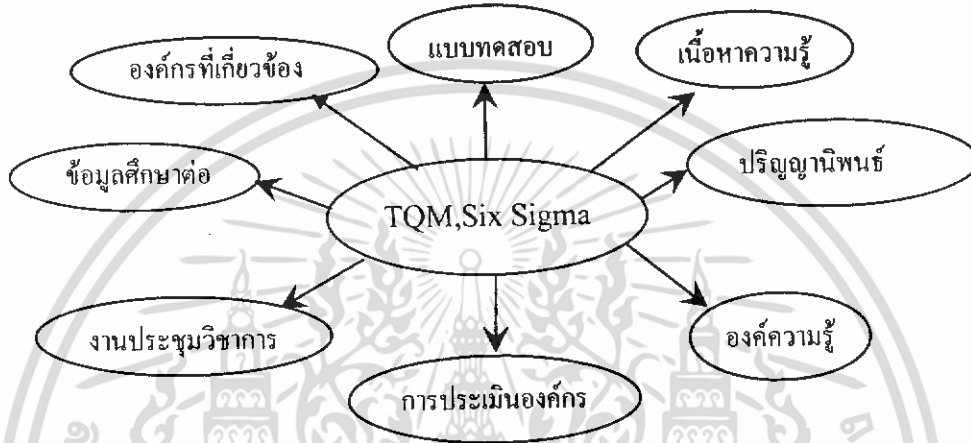 แบบทดสอบ
เนื้อหาความรู้
องค์กรที่เกี่ยวข้อง
ข้อมูลศึกษาต่อ
ปริญญานิพนธ์
TQM,Six Sigma
งานประชุมวิชาการ
องค์ความรู้
การประเมินองค์กร